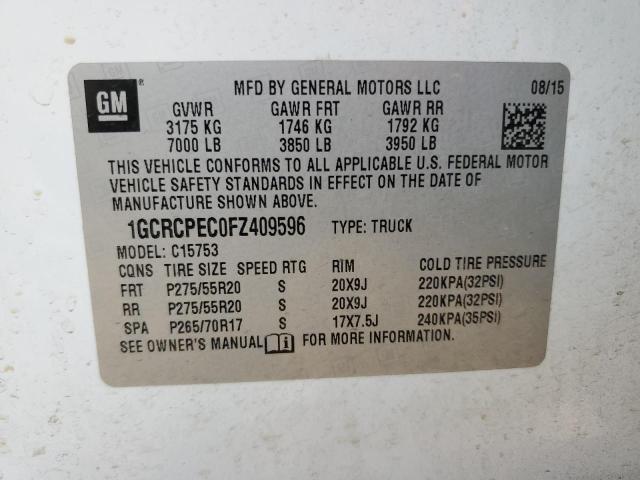 GM
MFD BY GENERAL MOTORS LLC 08/15
GVWR GAWR FRT GAWR RR
3175 KG 1746 KG 1792 KG
7000 LB 3850 LB 3950 LB
THIS VEHICLE CONFORMS TO ALL APPLICABLE U.S. FEDERAL MOTOR
VEHICLE SAFETY STANDARDS IN EFFECT ON THE DATE OF
MANUFACTURE SHOWN ABOVE.
1GCRCPEC0FZ409596 TYPE: TRUCK
MODEL: C15753
CQNS TIRE SIZE SPEED RTG RIM COLD TIRE PRESSURE
FRT P275/55R20 S 20X9J 220KPA(32PSI)
RR P275/55R20 S 20X9J 220KPA(32PSI)
SPA P265/70R17 S 17X7.5J 240KPA(35PSI)
SEE OWNER'S MANUAL FOR MORE INFORMATION.